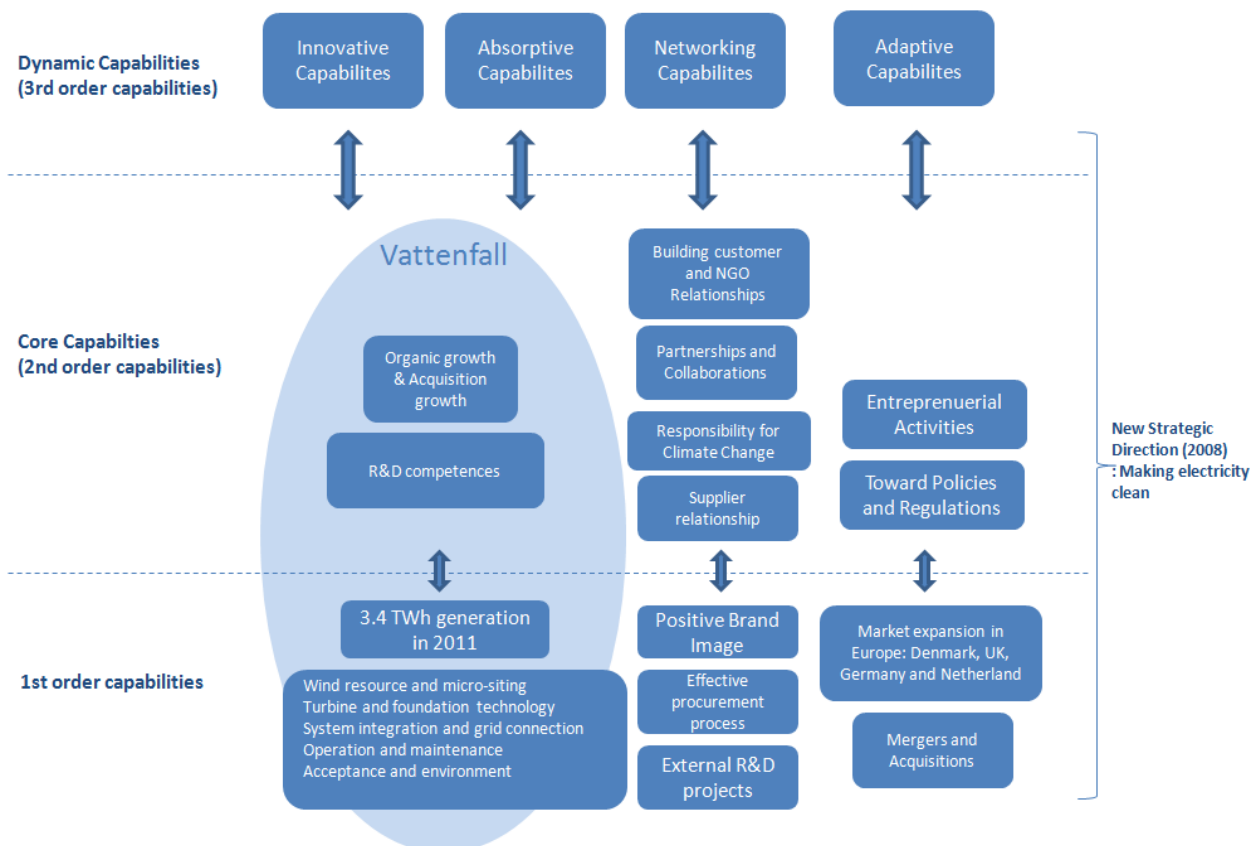 Dynamic Capabilities
(3rd order capabilities)
Innovative
Capabilites
Absorptive
Capabilites
Networking
Capabilites
Adaptive
Capabilites
Core Capabilties
(2nd order capabilities)
Vattenfall
Organic growth
& Acquisition
growth
R&D competences
Building customer
and NGO
Relationships
Partnerships and
Collaborations
Responsibility for
Climate Change
Supplier
relationship
Entreprenuerial
Activities
Toward Policies
and Regulations
New Strategic
Direction (2008)
: Making electricity
clean
1st order capabilities
3.4 TWh generation
in 2011
Wind resource and micro-siting
Turbine and foundation technology
System integration and grid connection
Operation and maintenance
Acceptance and environment
Positive Brand
Image
Effective
procurement
process
External R&D
projects
Market expansion in
Europe: Denmark, UK,
Germany and Netherland
Mergers and
Acquisitions